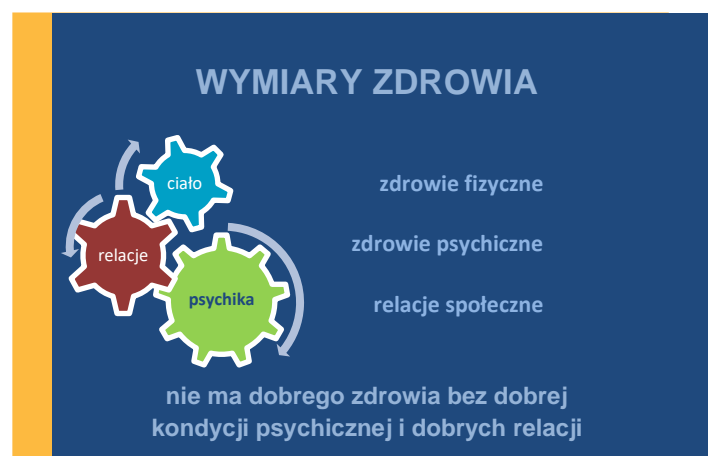 WYMIARY ZDROWIA
ciało
relacje
psychika
zdrowie fizyczne
zdrowie psychiczne
relacje społeczne
nie ma dobrego zdrowia bez dobrej
kondycji psychicznej i dobrych relacji